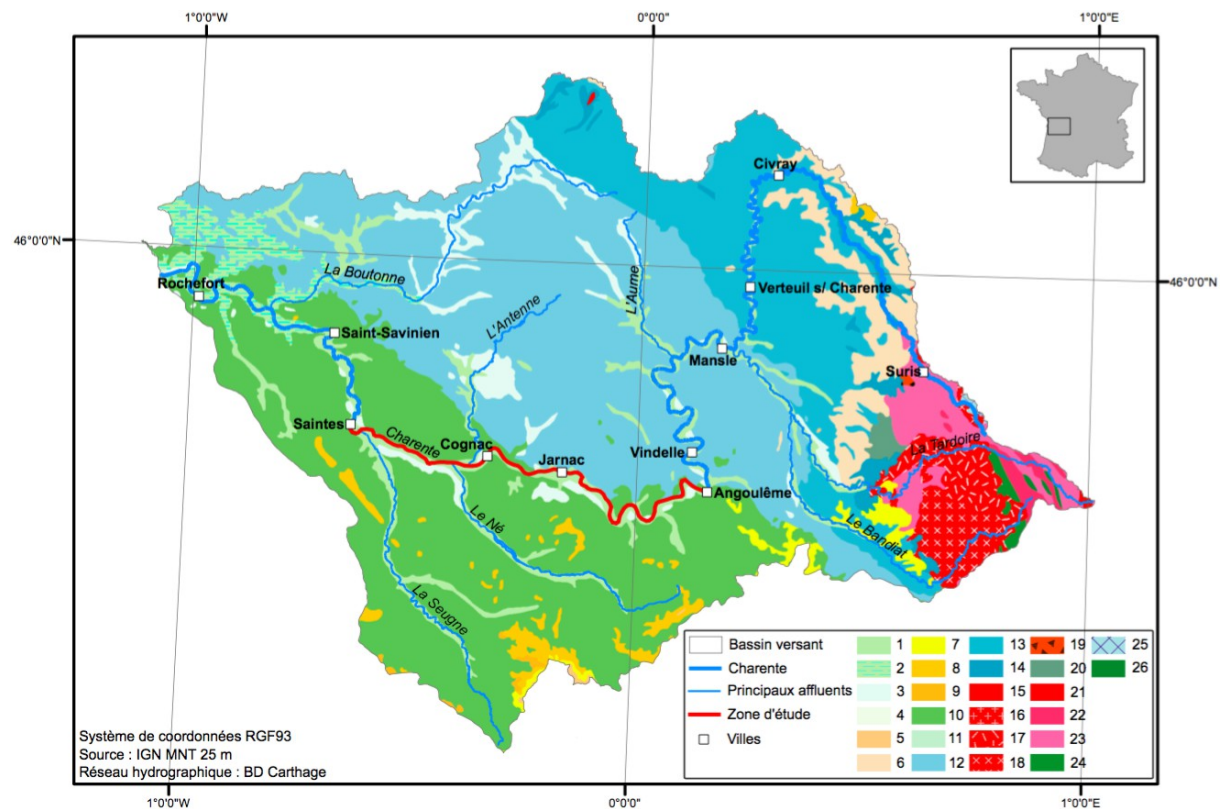 1°0'0"W
0°0'0"E
1°0'0"E
46°0'0"N
46°0'0"N
Civray
Rochefort
La Boutonne
L'Aume
Verteuil s/ Charente
L'Antenne
Saint-Savinien
Mansle
Suris
Saintes
Charente
Cognac
Jarnac
Vindelle
La Tardoire
Angoulême
Le Né
Le Bandiat
La Seugne
Bassin versant
Charente
Principaux affluents
Zone d'étude
Villes
1 7 13 19 25
2 8 14 20 26
3 9 15 21
4 10 16 22
5 11 17 23
6 12 18 24
Système de coordonnées RGF93
Source : IGN MNT 25 m
Réseau hydrographique : BD Carthage
1°0'0"W
0°0'0"E
1°0'0"E